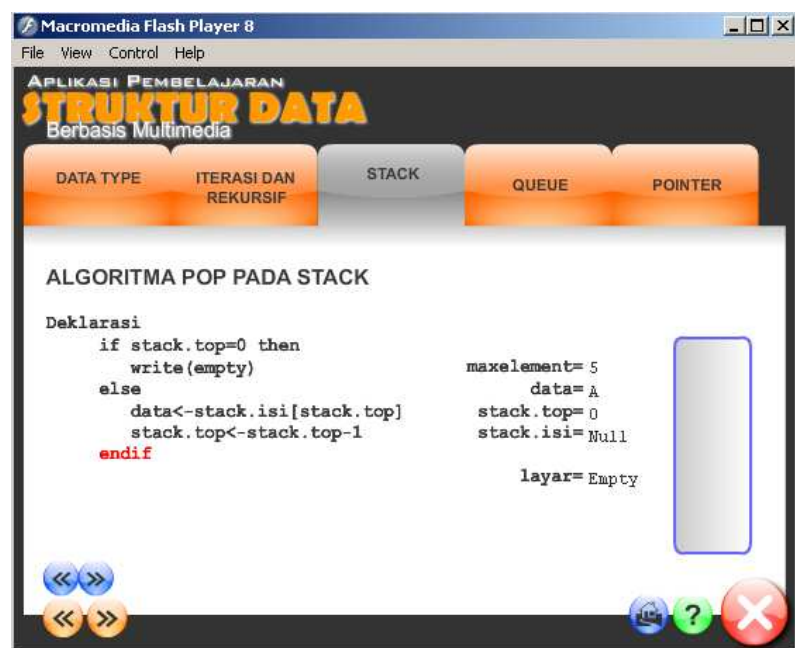 Macromedia Flash Player 8
File View Control Help
APLIKASI PEMBELAJARAN
STRUKTUR DATA
Berbasis Multimedia
DATA TYPE
ITERASI DAN
REKURSIF
STACK
QUEUE
POINTER
ALGORITMA POP PADA STACK
Deklarasi
if stack.top=0 then
write(empty)
else
data<-stack.isi[stack.top]
stack.top<-stack.top-1
endif
maxelement= 5
data= A
stack.top= 0
stack.isi= Null
layar= Empty
?